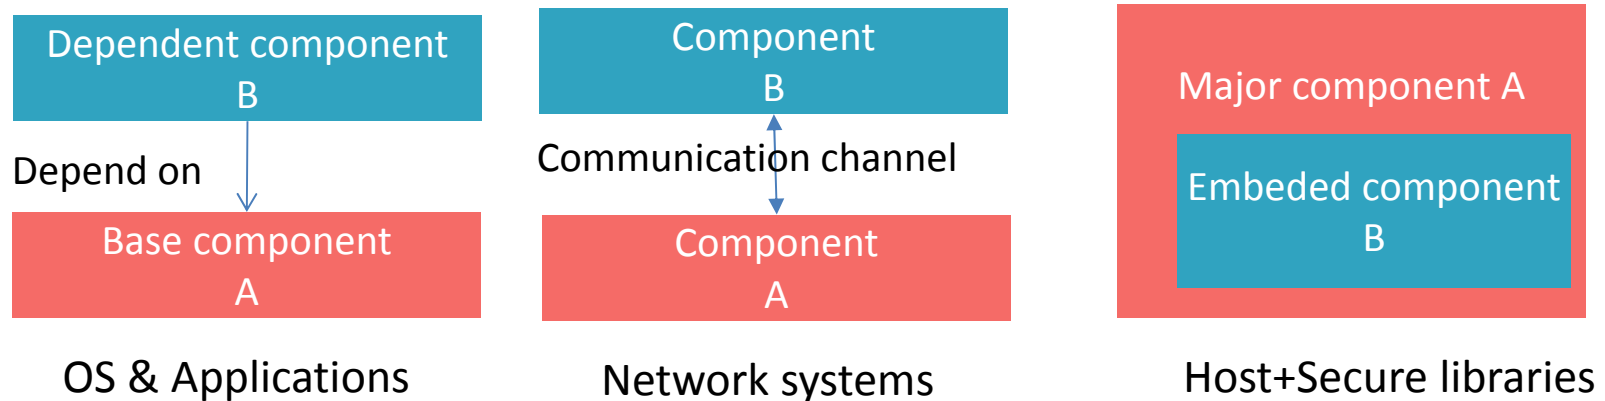 Dependent component
B
Depend on
Base component
A
OS & Applications
Component
B
Communication channel
Component
A
Network systems
Major component A
Embeded component
B
Host+Secure libraries